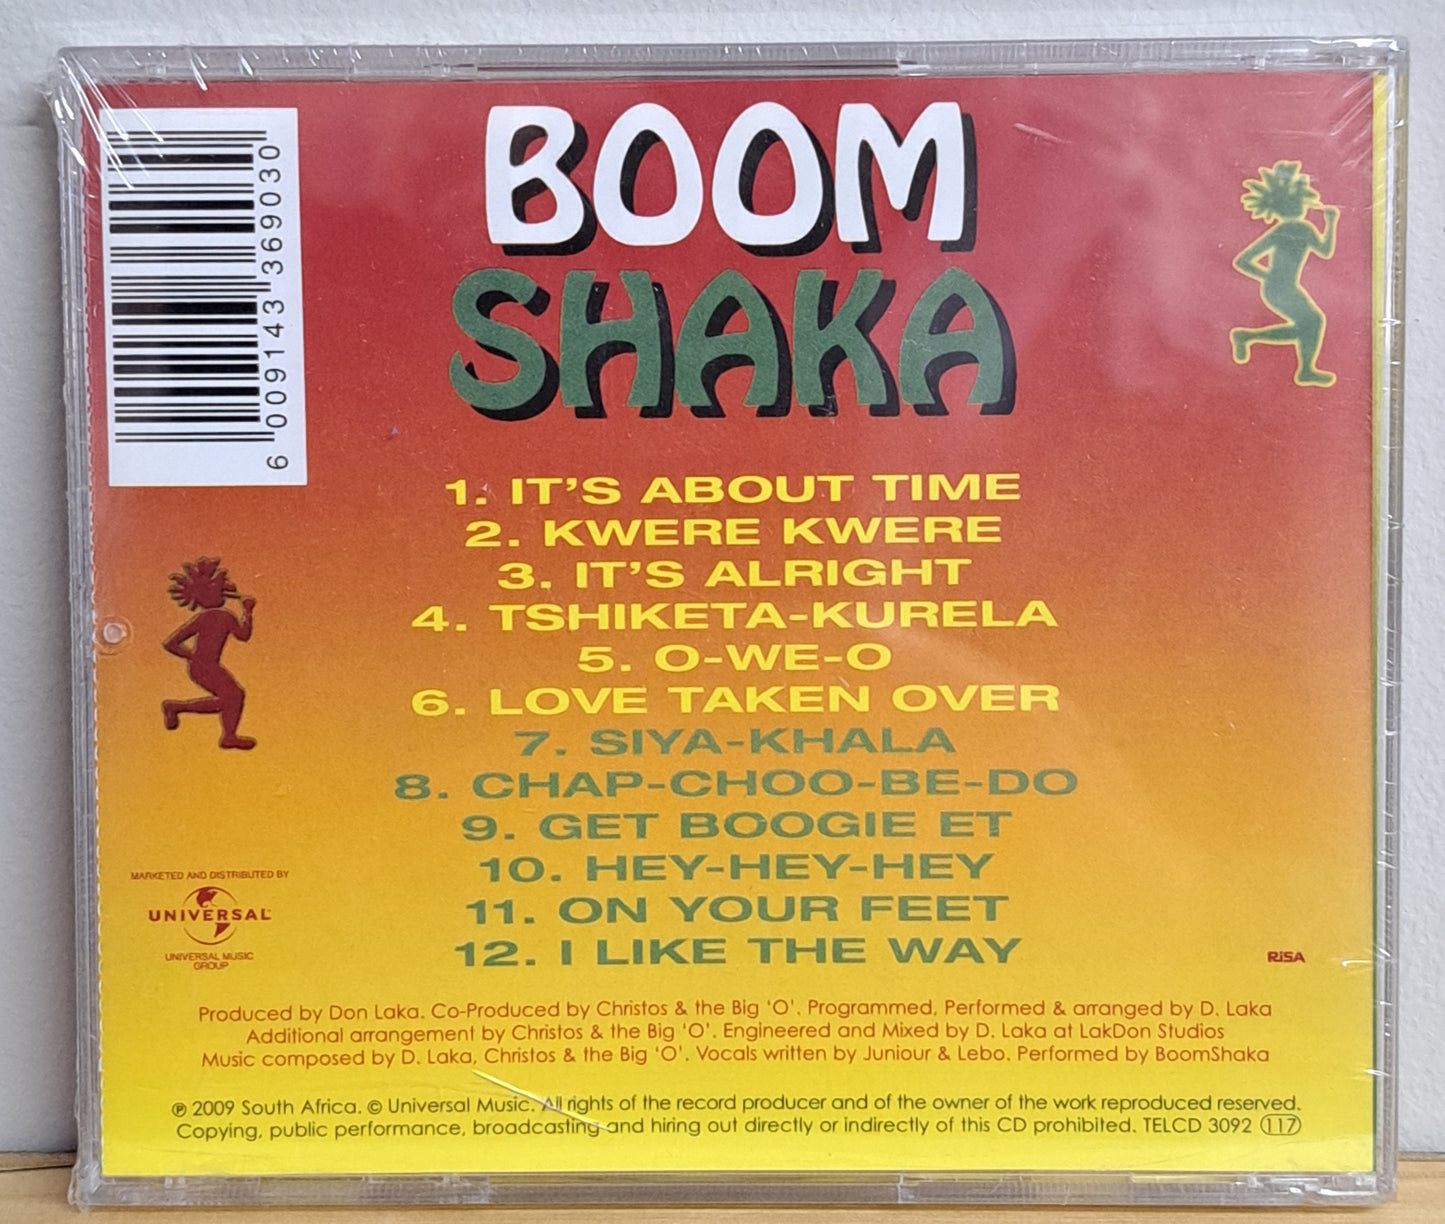 BOOM
SHAKA
6 009143 369030
1. IT'S ABOUT TIME
2. KWERE KWERE
3. IT'S ALRIGHT
4. TSHIKETA-KURELA
5. O-WE-O
6. LOVE TAKEN OVER
7. SIYA-KHALA
8. CHAP-CHOO-BE-DO
9. GET BOOGIE ET
10. HEY-HEY-HEY
11. ON YOUR FEET
12. I LIKE THE WAY
MARKETED AND DISTRIBUTED BY
UNIVERSAL
UNIVERSAL MUSIC
GROUP
RiSA
Produced by Don Laka. Co-Produced by Christos & the Big 'O'. Programmed, Performed & arranged by D. Laka
Additional arrangement by Christos & the Big 'O'. Engineered and Mixed by D. Laka at LakDon Studios
Music composed by D. Laka, Christos & the Big 'O'. Vocals written by Juniour & Lebo. Performed by BoomShaka
℗ 2009 South Africa. © Universal Music. All rights of the record producer and of the owner of the work reproduced reserved.
Copying, public performance, broadcasting and hiring out directly or indirectly of this CD prohibited. TELCD 3092 117